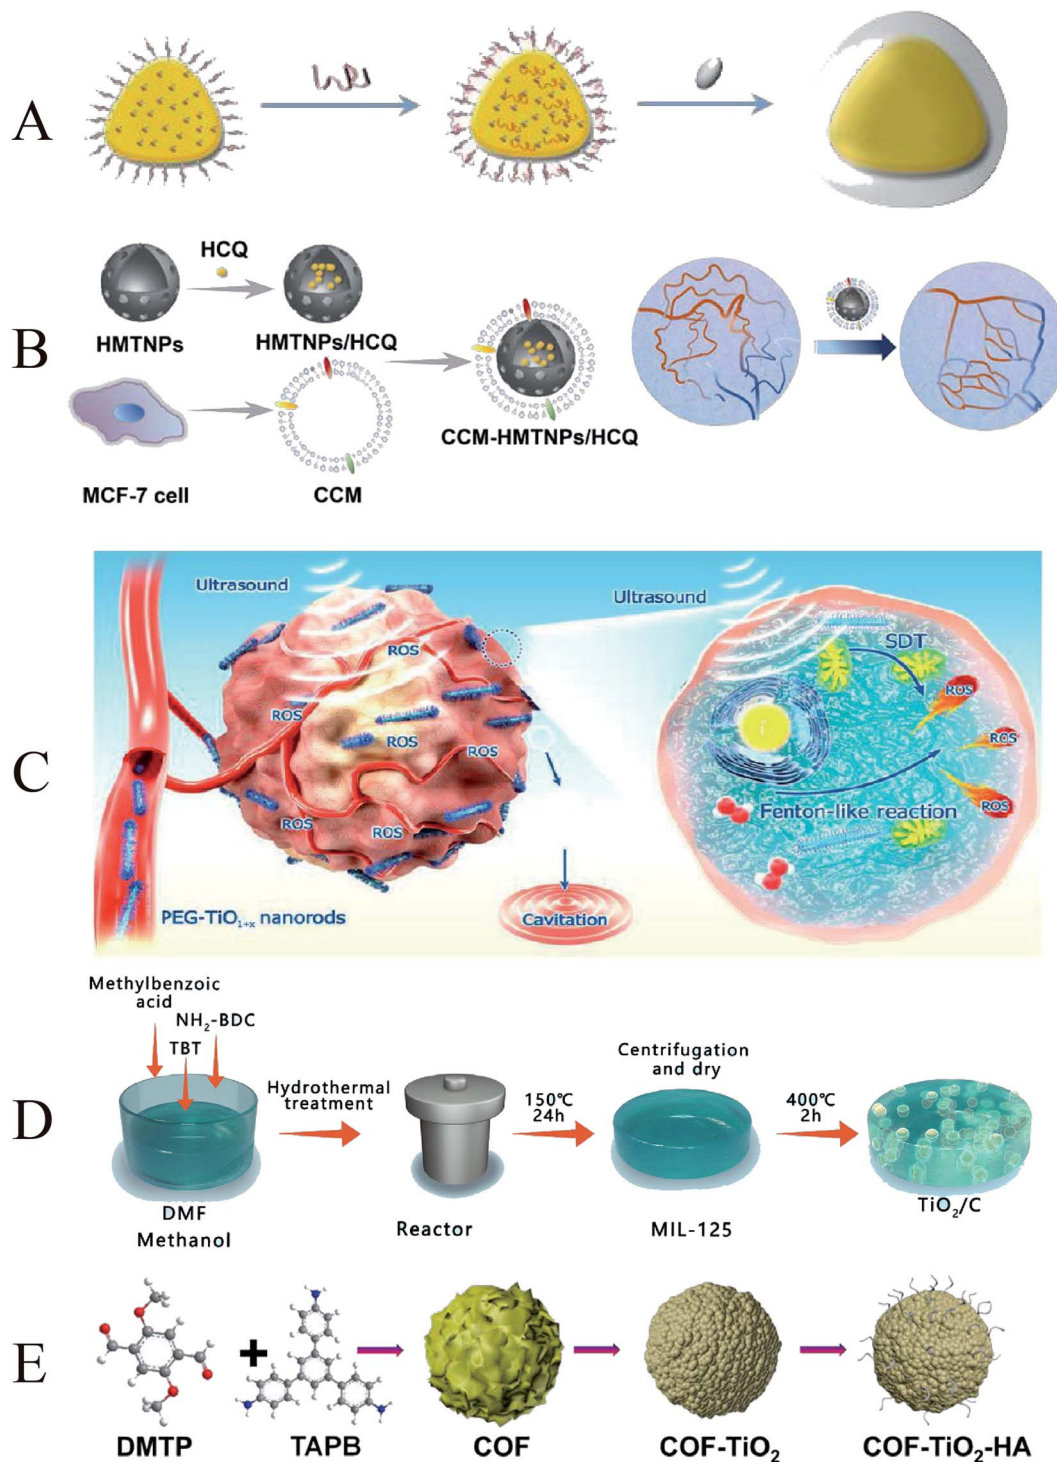 A
B
HCQ
HMTNPs
HMTNPs/HCQ
CCM-HMTNPs/HCQ
MCF-7 cell
CCM
C
Ultrasound
ROS
ROS
ROS
ROS
ROS
ROS
PEG-TiO₁₊ₓ nanorods
Cavitation
Ultrasound
SDT
ROS
ROS
ROS
Fenton-like reaction
D
Methylbenzoic
acid
NH₂-BDC
TBT
DMF
Methanol
Hydrothermal
treatment
Reactor
150℃
24h
Centrifugation
and dry
MIL-125
400℃
2h
TiO₂/C
E
DMTP
+
TAPB
COF
COF-TiO₂
COF-TiO₂-HA